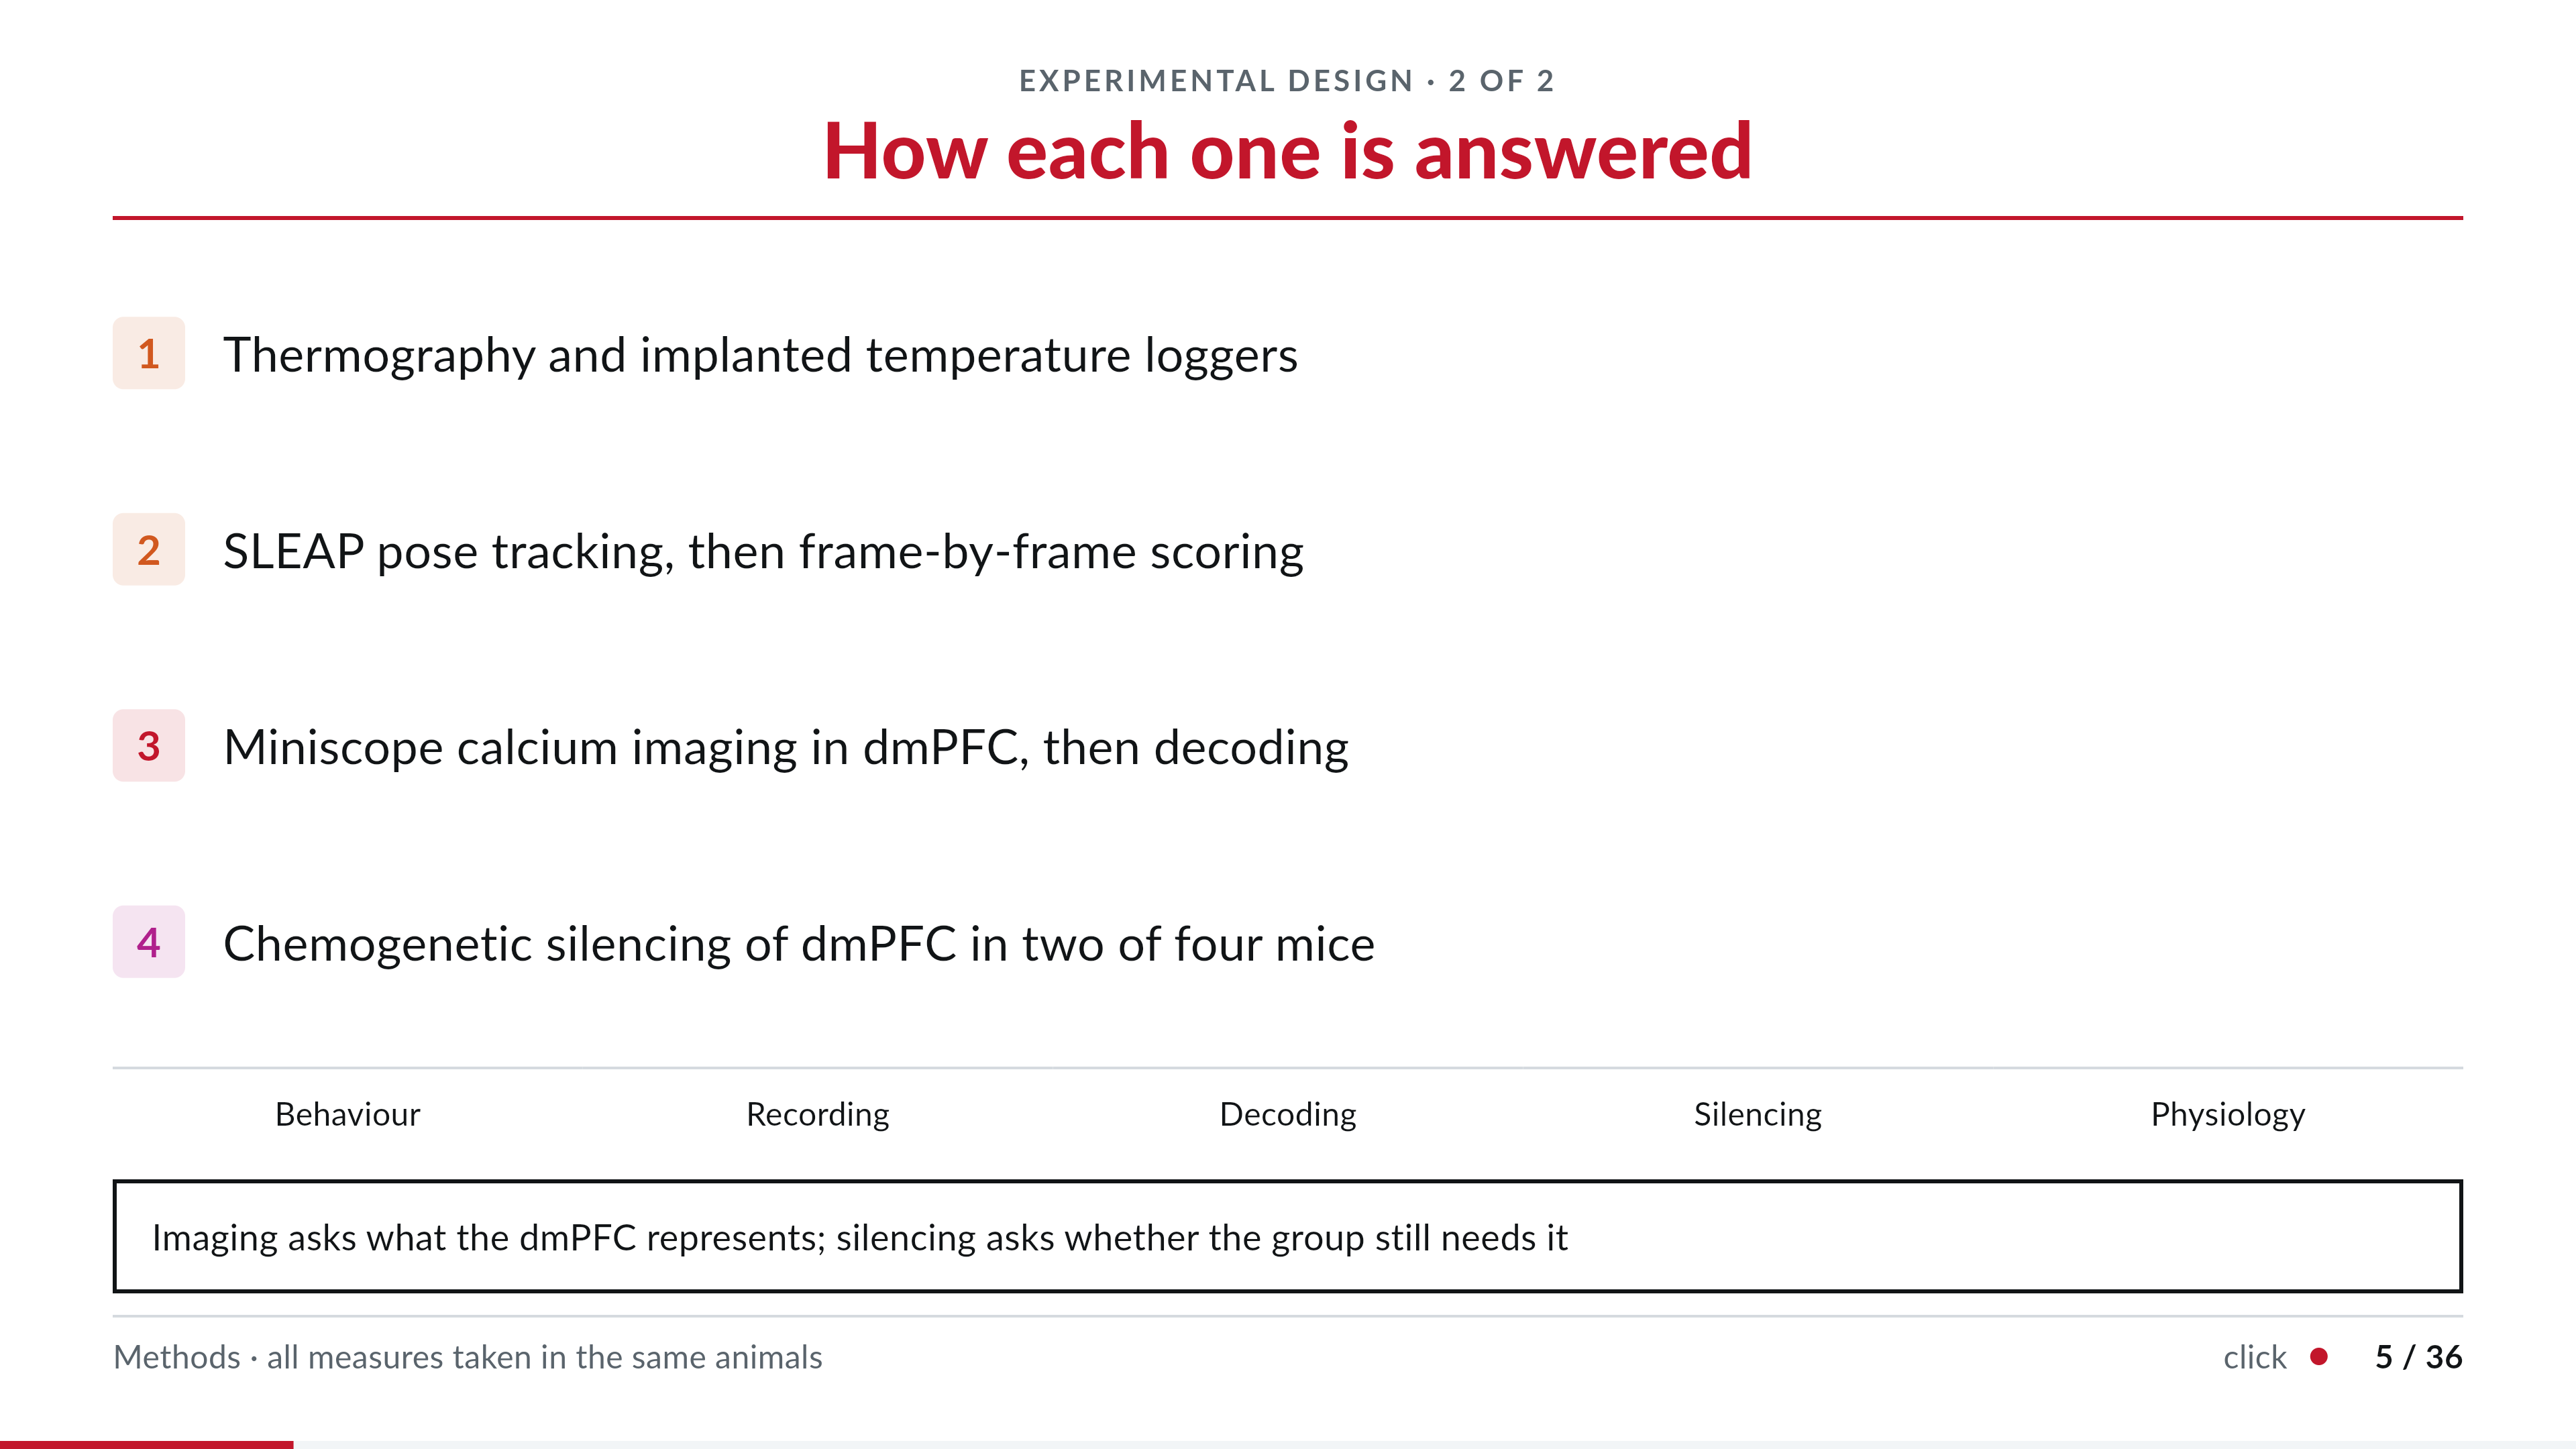 EXPERIMENTAL DESIGN · 2 OF 2
How each one is answered
1 Thermography and implanted temperature loggers
2 SLEAP pose tracking, then frame-by-frame scoring
3 Miniscope calcium imaging in dmPFC, then decoding
4 Chemogenetic silencing of dmPFC in two of four mice
Behaviour Recording Decoding Silencing Physiology
Imaging asks what the dmPFC represents; silencing asks whether the group still needs it
Methods · all measures taken in the same animals click 5 / 36